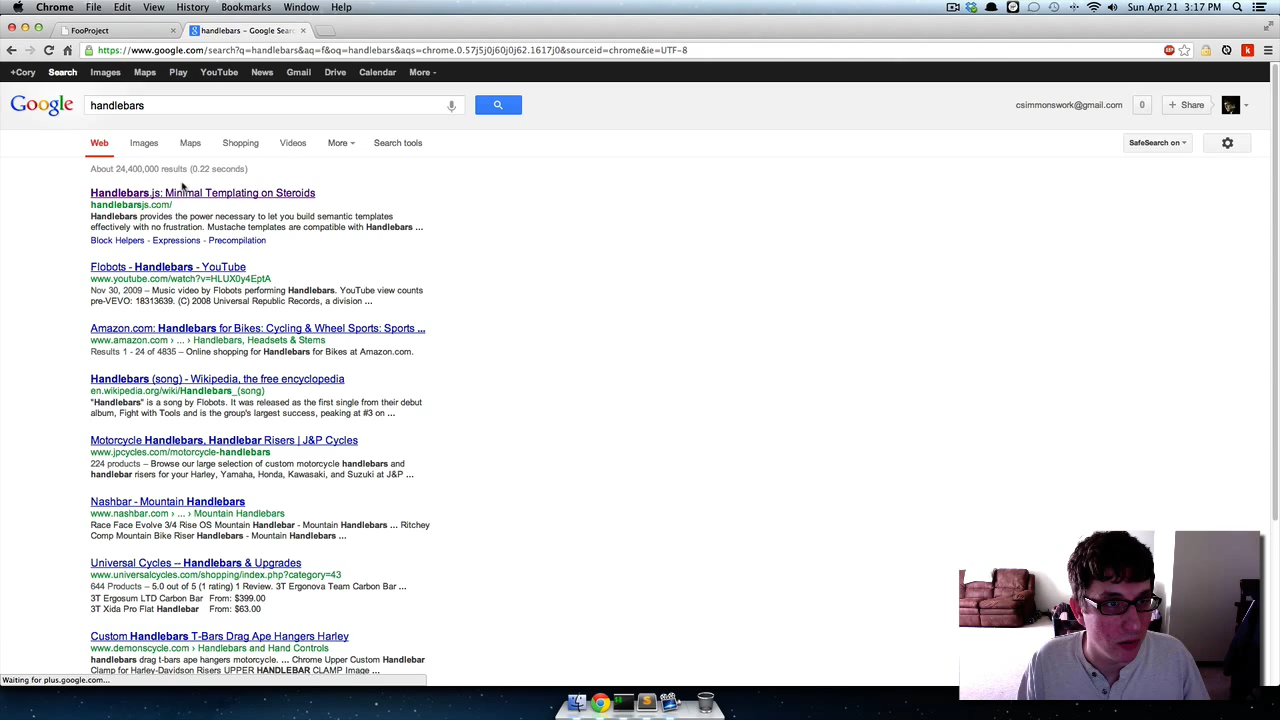 Chrome File Edit View History Bookmarks Window Help Sun Apr 21 3:17 PM
FooProject handlebars – Google Sear
https://www.google.com/search?q=handlebars&aq=f&oq=handlebars&aqs=chrome.0.57j5j0j60j0j62.1617j0&sourceid=chrome&ie=UTF-8
+Cory Search Images Maps Play YouTube News Gmail Drive Calendar More
Google handlebars csimmonswork@gmail.com 0 + Share
Web Images Maps Shopping Videos More Search tools SafeSearch on
About 24,400,000 results (0.22 seconds)
Handlebars.js: Minimal Templating on Steroids
handlebarsjs.com/
Handlebars provides the power necessary to let you build semantic templates
effectively with no frustration. Mustache templates are compatible with Handlebars ...
Block Helpers - Expressions - Precompilation
Flobots - Handlebars - YouTube
www.youtube.com/watch?v=HLUX0y4EptA
Nov 30, 2009 – Music video by Flobots performing Handlebars. YouTube view counts
pre-VEVO: 18313639. (C) 2008 Universal Republic Records, a division ...
Amazon.com: Handlebars for Bikes: Cycling & Wheel Sports: Sports ...
www.amazon.com › ... › Handlebars, Headsets & Stems
Results 1 - 24 of 4835 – Online shopping for Handlebars for Bikes at Amazon.com.
Handlebars (song) - Wikipedia, the free encyclopedia
en.wikipedia.org/wiki/Handlebars_(song)
"Handlebars" is a song by Flobots. It was released as the first single from their debut
album, Fight with Tools and is the group's largest success, peaking at #3 on ...
Motorcycle Handlebars, Handlebar Risers | J&P Cycles
www.jpcycles.com/motorcycle-handlebars
224 products – Browse our large selection of custom motorcycle handlebars and
handlebar risers for your Harley, Yamaha, Honda, Kawasaki, and Suzuki at J&P ...
Nashbar - Mountain Handlebars
www.nashbar.com › ... › Mountain Handlebars
Race Face Evolve 3/4 Rise OS Mountain Handlebar - Mountain Handlebars ... Ritchey
Comp Mountain Bike Riser Handlebars - Mountain Handlebars ...
Universal Cycles -- Handlebars & Upgrades
www.universalcycles.com/shopping/index.php?category=43
644 Products – 5.0 out of 5 (1 rating) 1 Review. 3T Ergonova Team Carbon Bar ...
3T Ergosum LTD Carbon Bar From: $399.00
3T Xida Pro Flat Handlebar From: $63.00
Custom Handlebars T-Bars Drag Ape Hangers Harley
www.demonscycle.com › Handlebars and Hand Controls
handlebars drag t-bars ape hangers motorcycle. ... Chrome Upper Custom Handlebar
Clamp for Harley-Davidson Risers UPPER HANDLEBAR CLAMP Image ...
Waiting for plus.google.com...